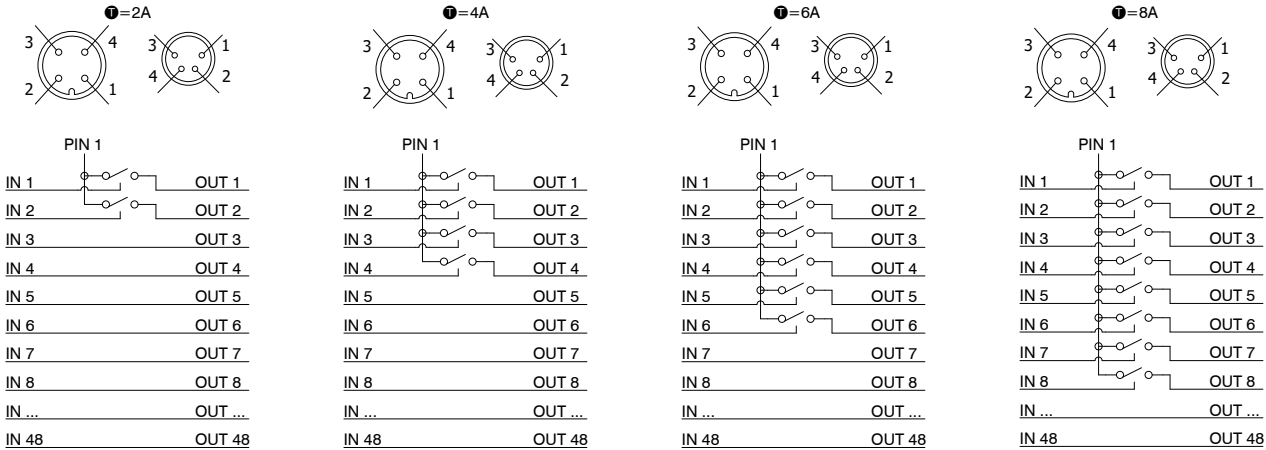 T=2A
3 4 3 1
2 1 4 2
PIN 1
IN 1 OUT 1
IN 2 OUT 2
IN 3 OUT 3
IN 4 OUT 4
IN 5 OUT 5
IN 6 OUT 6
IN 7 OUT 7
IN 8 OUT 8
IN ... OUT ...
IN 48 OUT 48
T=4A
3 4 3 1
2 1 4 2
PIN 1
IN 1 OUT 1
IN 2 OUT 2
IN 3 OUT 3
IN 4 OUT 4
IN 5 OUT 5
IN 6 OUT 6
IN 7 OUT 7
IN 8 OUT 8
IN ... OUT ...
IN 48 OUT 48
T=6A
3 4 3 1
2 1 4 2
PIN 1
IN 1 OUT 1
IN 2 OUT 2
IN 3 OUT 3
IN 4 OUT 4
IN 5 OUT 5
IN 6 OUT 6
IN 7 OUT 7
IN 8 OUT 8
IN ... OUT ...
IN 48 OUT 48
T=8A
3 4 3 1
2 1 4 2
PIN 1
IN 1 OUT 1
IN 2 OUT 2
IN 3 OUT 3
IN 4 OUT 4
IN 5 OUT 5
IN 6 OUT 6
IN 7 OUT 7
IN 8 OUT 8
IN ... OUT ...
IN 48 OUT 48